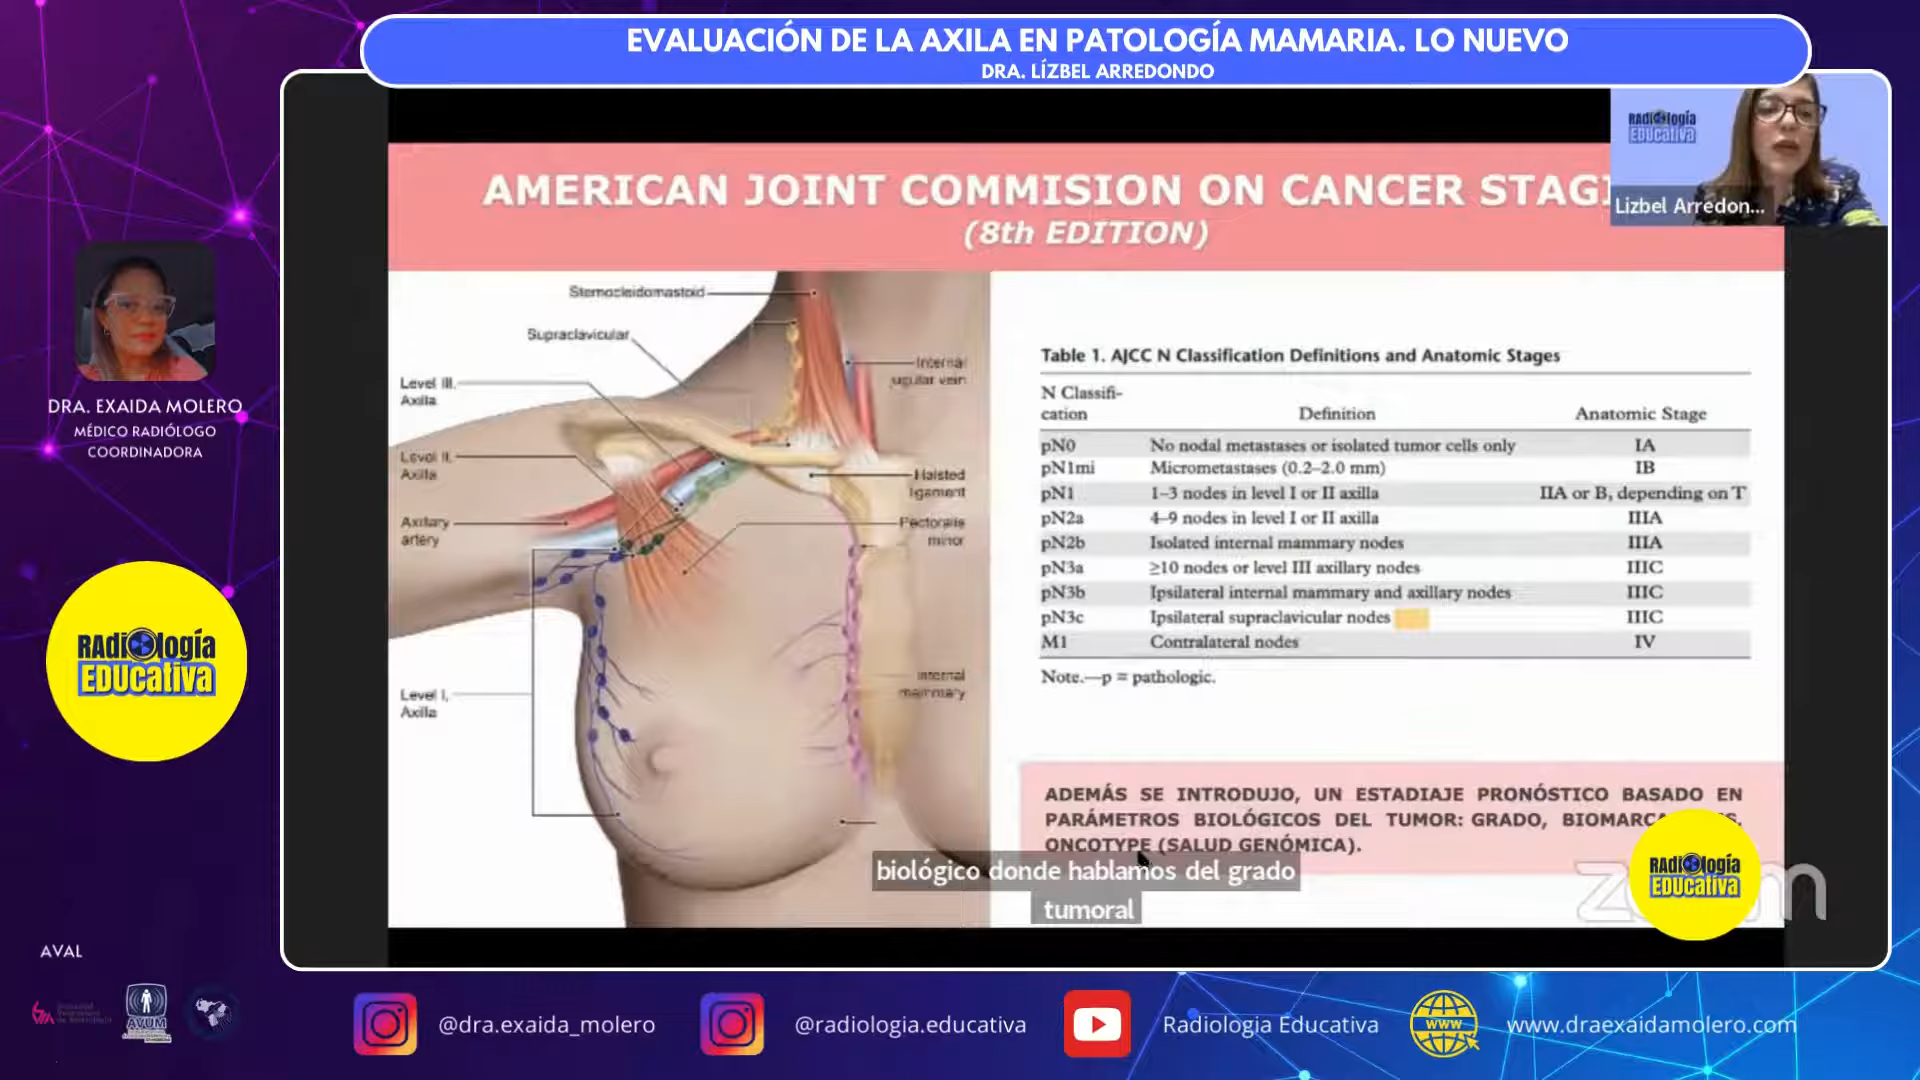 EVALUACIÓN DE LA AXILA EN PATOLOGÍA MAMARIA. LO NUEVO
DRA. LÍZBEL ARREDONDO
RADiología
EDUcativa
Lizbel Arredon...
AMERICAN JOINT COMMISION ON CANCER STAGI
(8th EDITION)
Sternocleidomastoid
Supraclavicular
Level III,
Axilla
Level II,
Axilla
Axillary
artery
Level I,
Axilla
Internal
jugular vein
Halsted
ligament
Pectoralis
minor
Internal
mammary
Table 1. AJCC N Classification Definitions and Anatomic Stages
N Classifi-
cation Definition Anatomic Stage
pN0 No nodal metastases or isolated tumor cells only IA
pN1mi Micrometastases (0.2–2.0 mm) IB
pN1 1–3 nodes in level I or II axilla IIA or B, depending on T
pN2a 4–9 nodes in level I or II axilla IIIA
pN2b Isolated internal mammary nodes IIIA
pN3a ≥10 nodes or level III axillary nodes IIIC
pN3b Ipsilateral internal mammary and axillary nodes IIIC
pN3c Ipsilateral supraclavicular nodes IIIC
M1 Contralateral nodes IV
Note.—p = pathologic.
ADEMÁS SE INTRODUJO, UN ESTADIAJE PRONÓSTICO BASADO EN
PARÁMETROS BIOLÓGICOS DEL TUMOR: GRADO,
ONCOTYPE (SALUD GENÓMICA).
biológico donde hablamos del grado
tumoral
RADiología
EDUcativa
DRA. EXAIDA MOLERO
MÉDICO RADIÓLOGO
COORDINADORA
RADiología
EDUcativa
AVAL
AVUM
@dra.exaida_molero
@radiologia.educativa
Radiologia Educativa
WWW
www.draexaidamolero.com